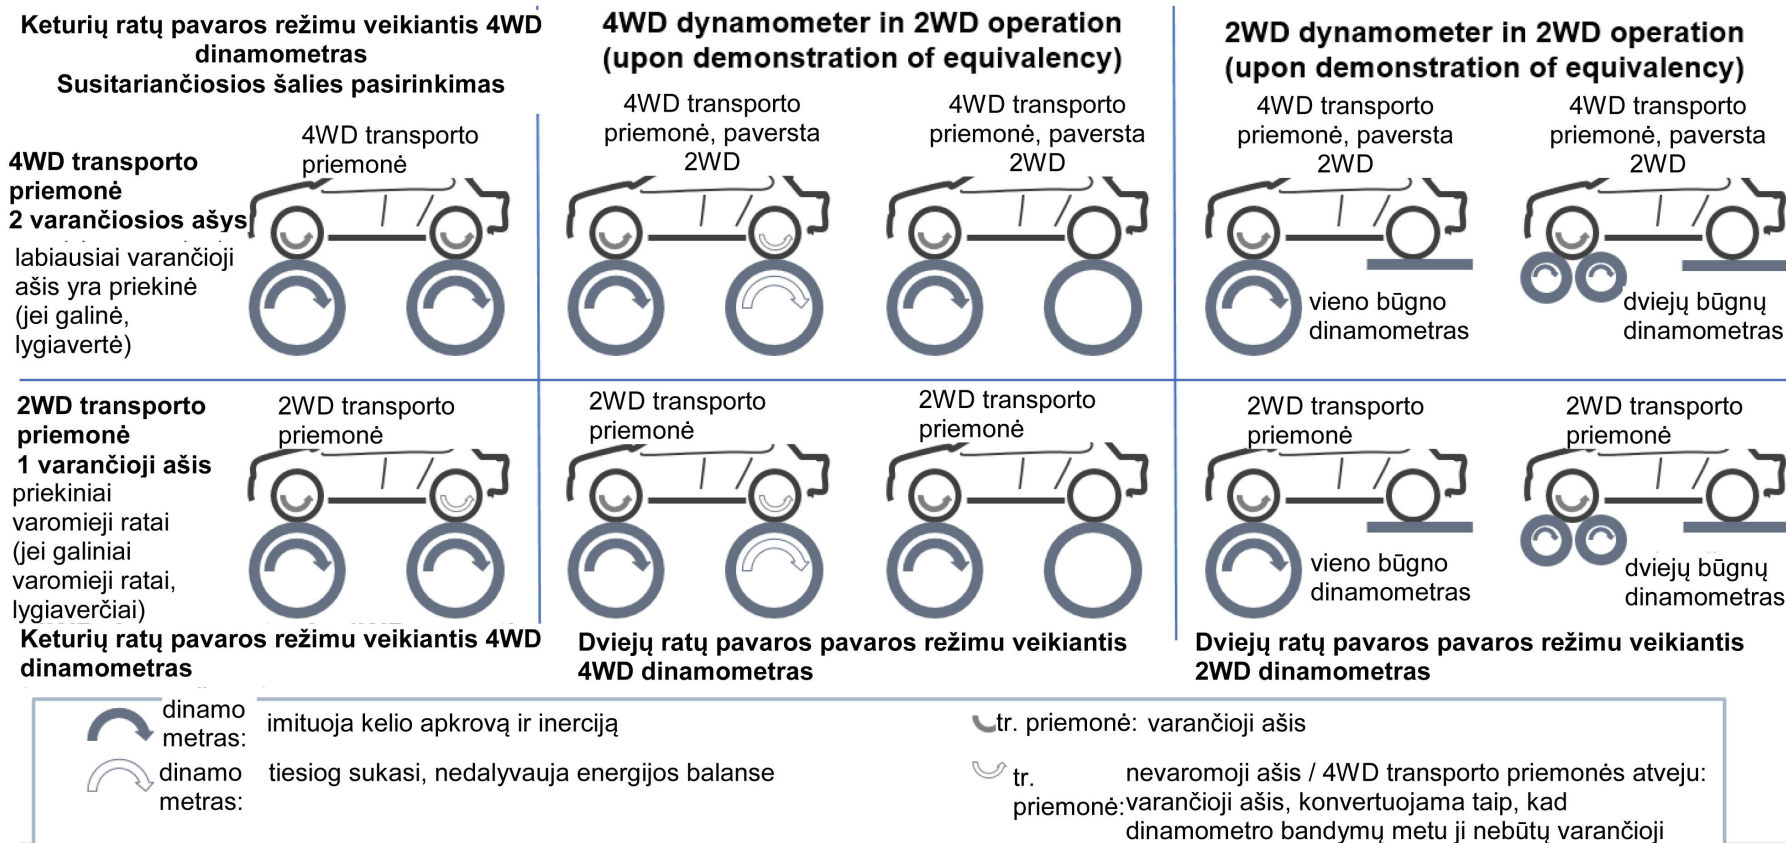 Keturių ratų pavaros režimu veikiantis 4WD
dinamometras
Susitariančiosios šalies pasirinkimas
4WD dynamometer in 2WD operation
(upon demonstration of equivalency)
2WD dynamometer in 2WD operation
(upon demonstration of equivalency)
4WD transporto
priemonė
2 varančiosios ašys
labiausiai varančioji
ašis yra priekinė
(jei galinė,
lygiavertė)
4WD transporto
priemonė
4WD transporto
priemonė, paversta
2WD
4WD transporto
priemonė, paversta
2WD
4WD transporto
priemonė, paversta
2WD
vieno būgno
dinamometras
4WD transporto
priemonė, paversta
2WD
dviejų būgnų
dinamometras
2WD transporto
priemonė
1 varančioji ašis
priekiniai
varomieji ratai
(jei galiniai
varomieji ratai,
lygiaverčiai)
2WD transporto
priemonė
2WD transporto
priemonė
2WD transporto
priemonė
2WD transporto
priemonė
vieno būgno
dinamometras
2WD transporto
priemonė
dviejų būgnų
dinamometras
Keturių ratų pavaros režimu veikiantis 4WD
dinamometras
Dviejų ratų pavaros pavaros režimu veikiantis
4WD dinamometras
Dviejų ratų pavaros pavaros režimu veikiantis
2WD dinamometras
dinamo
metras:
imituoja kelio apkrovą ir inerciją
dinamo
metras:
tiesiog sukasi, nedalyvauja energijos balanse
tr. priemonė: varančioji ašis
tr.
priemonė:
nevaromoji ašis / 4WD transporto priemonės atveju:
varančioji ašis, konvertuojama taip, kad
dinamometro bandymų metu ji nebūtų varančioji